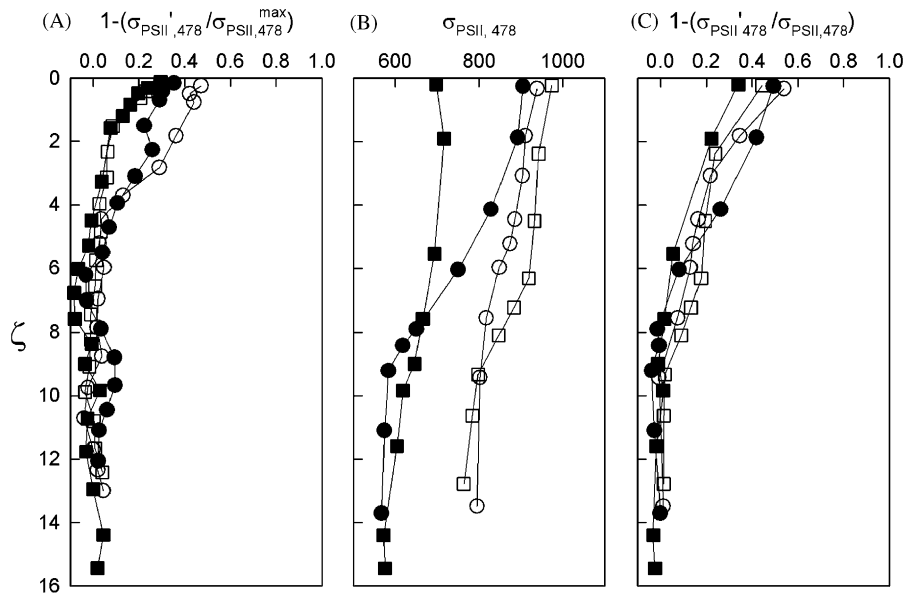 (A) 1-(σPSII',478 /σPSII,478max)
(B) σPSII, 478
(C) 1-(σPSII'478 /σPSII,478)
0.0 0.2 0.4 0.6 0.8 1.0
600 800 1000
0.0 0.2 0.4 0.6 0.8 1.0
0
2
4
6
ζ
8
10
12
14
16